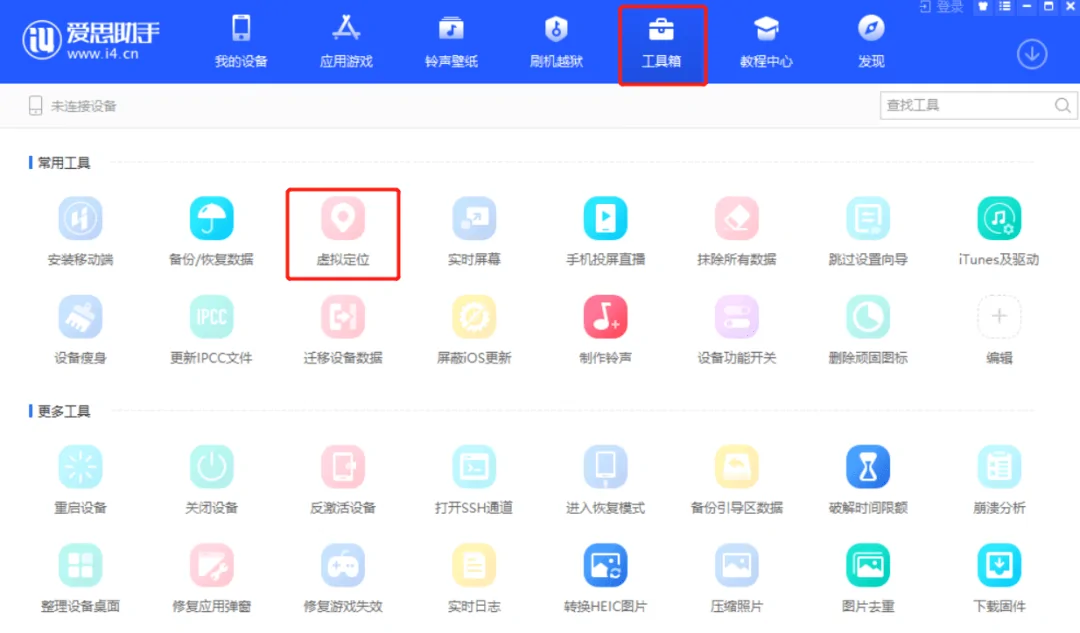 登录
爱思助手
www.i4.cn
我的设备 应用游戏 铃声壁纸 刷机越狱 工具箱 教程中心 发现
未连接设备
查找工具
常用工具
安装移动端 备份/恢复数据 虚拟定位 实时屏幕 手机投屏直播 抹除所有数据 跳过设置向导 iTunes及驱动
IPCC
设备瘦身 更新IPCC文件 迁移设备数据 屏蔽iOS更新 制作铃声 设备功能开关 删除顽固图标 编辑
更多工具
重启设备 关闭设备 反激活设备 打开SSH通道 进入恢复模式 备份引导区数据 破解时间限额 崩溃分析
整理设备桌面 修复应用弹窗 修复游戏失效 实时日志 转换HEIC图片 压缩照片 图片去重 下载固件